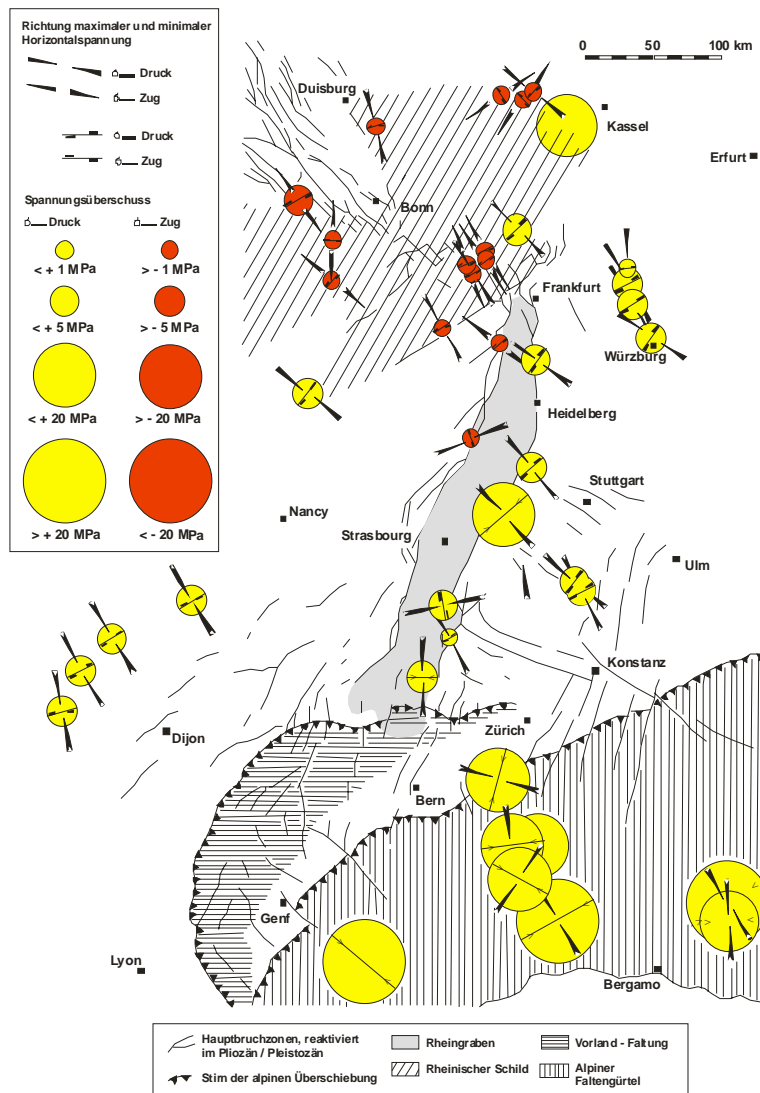 Richtung maximaler und minimaler
Horizontalspannung
Druck
Zug
Druck
Zug
Spannungsüberschuss
Druck
Zug
< + 1 MPa
> - 1 MPa
< + 5 MPa
> - 5 MPa
< + 20 MPa
> - 20 MPa
> + 20 MPa
< - 20 MPa
0 50 100 km
Duisburg
Kassel
Erfurt
Bonn
Frankfurt
Würzburg
Heidelberg
Stuttgart
Nancy
Strasbourg
Ulm
Konstanz
Zürich
Dijon
Bern
Genf
Lyon
Bergamo
Hauptbruchzonen, reaktiviert
im Pliozän / Pleistozän
Stirn der alpinen Überschiebung
Rheingraben
Rheinischer Schild
Vorland - Faltung
Alpiner
Faltengürtel